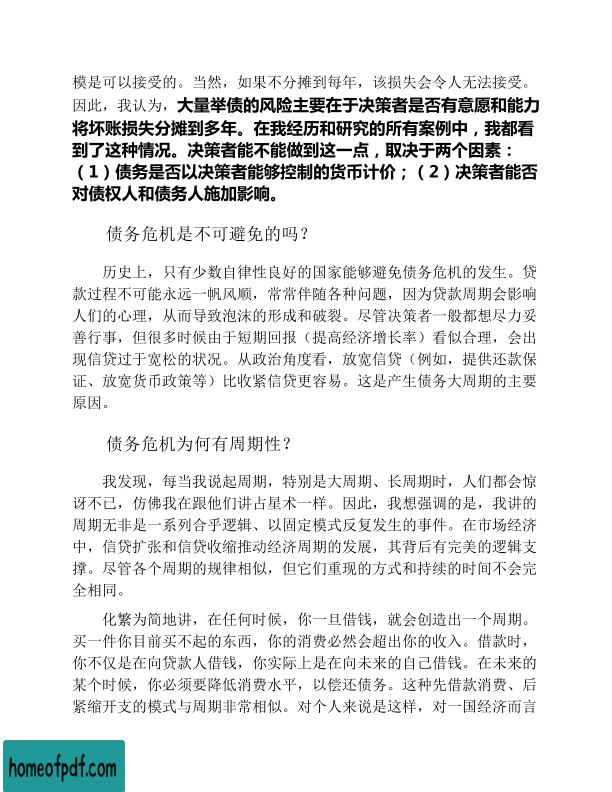 模是可以接受的。当然，如果不分摊到每年，该损失会令人无法接受。
因此，我认为，大量举债的风险主要在于决策者是否有意愿和能力
将坏账损失分摊到多年。在我经历和研究的所有案例中，我都看
到了这种情况。决策者能不能做到这一点，取决于两个因素：
（1）债务是否以决策者能够控制的货币计价；（2）决策者能否
对债权人和债务人施加影响。
债务危机是不可避免的吗？
历史上，只有少数自律性良好的国家能够避免债务危机的发生。贷
款过程不可能永远一帆风顺，常常伴随各种问题，因为贷款周期会影响
人们的心理，从而导致泡沫的形成和破裂。尽管决策者一般都想尽力妥
善行事，但很多时候由于短期回报（提高经济增长率）看似合理，会出
现信贷过于宽松的状况。从政治角度看，放宽信贷（例如，提供还款保
证、放宽货币政策等）比收紧信贷更容易。这是产生债务大周期的主要
原因。
债务危机为何有周期性？
我发现，每当我说起周期，特别是大周期、长周期时，人们都会惊
讶不已，仿佛我在跟他们讲占星术一样。因此，我想强调的是，我讲的
周期无非是一系列合乎逻辑、以固定模式反复发生的事件。在市场经济
中，信贷扩张和信贷收缩推动经济周期的发展，其背后有完美的逻辑支
撑。尽管各个周期的规律相似，但它们重现的方式和持续的时间不会完
全相同。
化繁为简地讲，在任何时候，你一旦借钱，就会创造出一个周期。
买一件你目前买不起的东西，你的消费必然会超出你的收入。借款时，
你不仅是在向贷款人借钱，你实际上是在向未来的自己借钱。在未来的
某个时候，你必须要降低消费水平，以偿还债务。这种先借款消费、后
紧缩开支的模式与周期非常相似。对个人来说是这样，对一国经济而言
homeofpdf.com